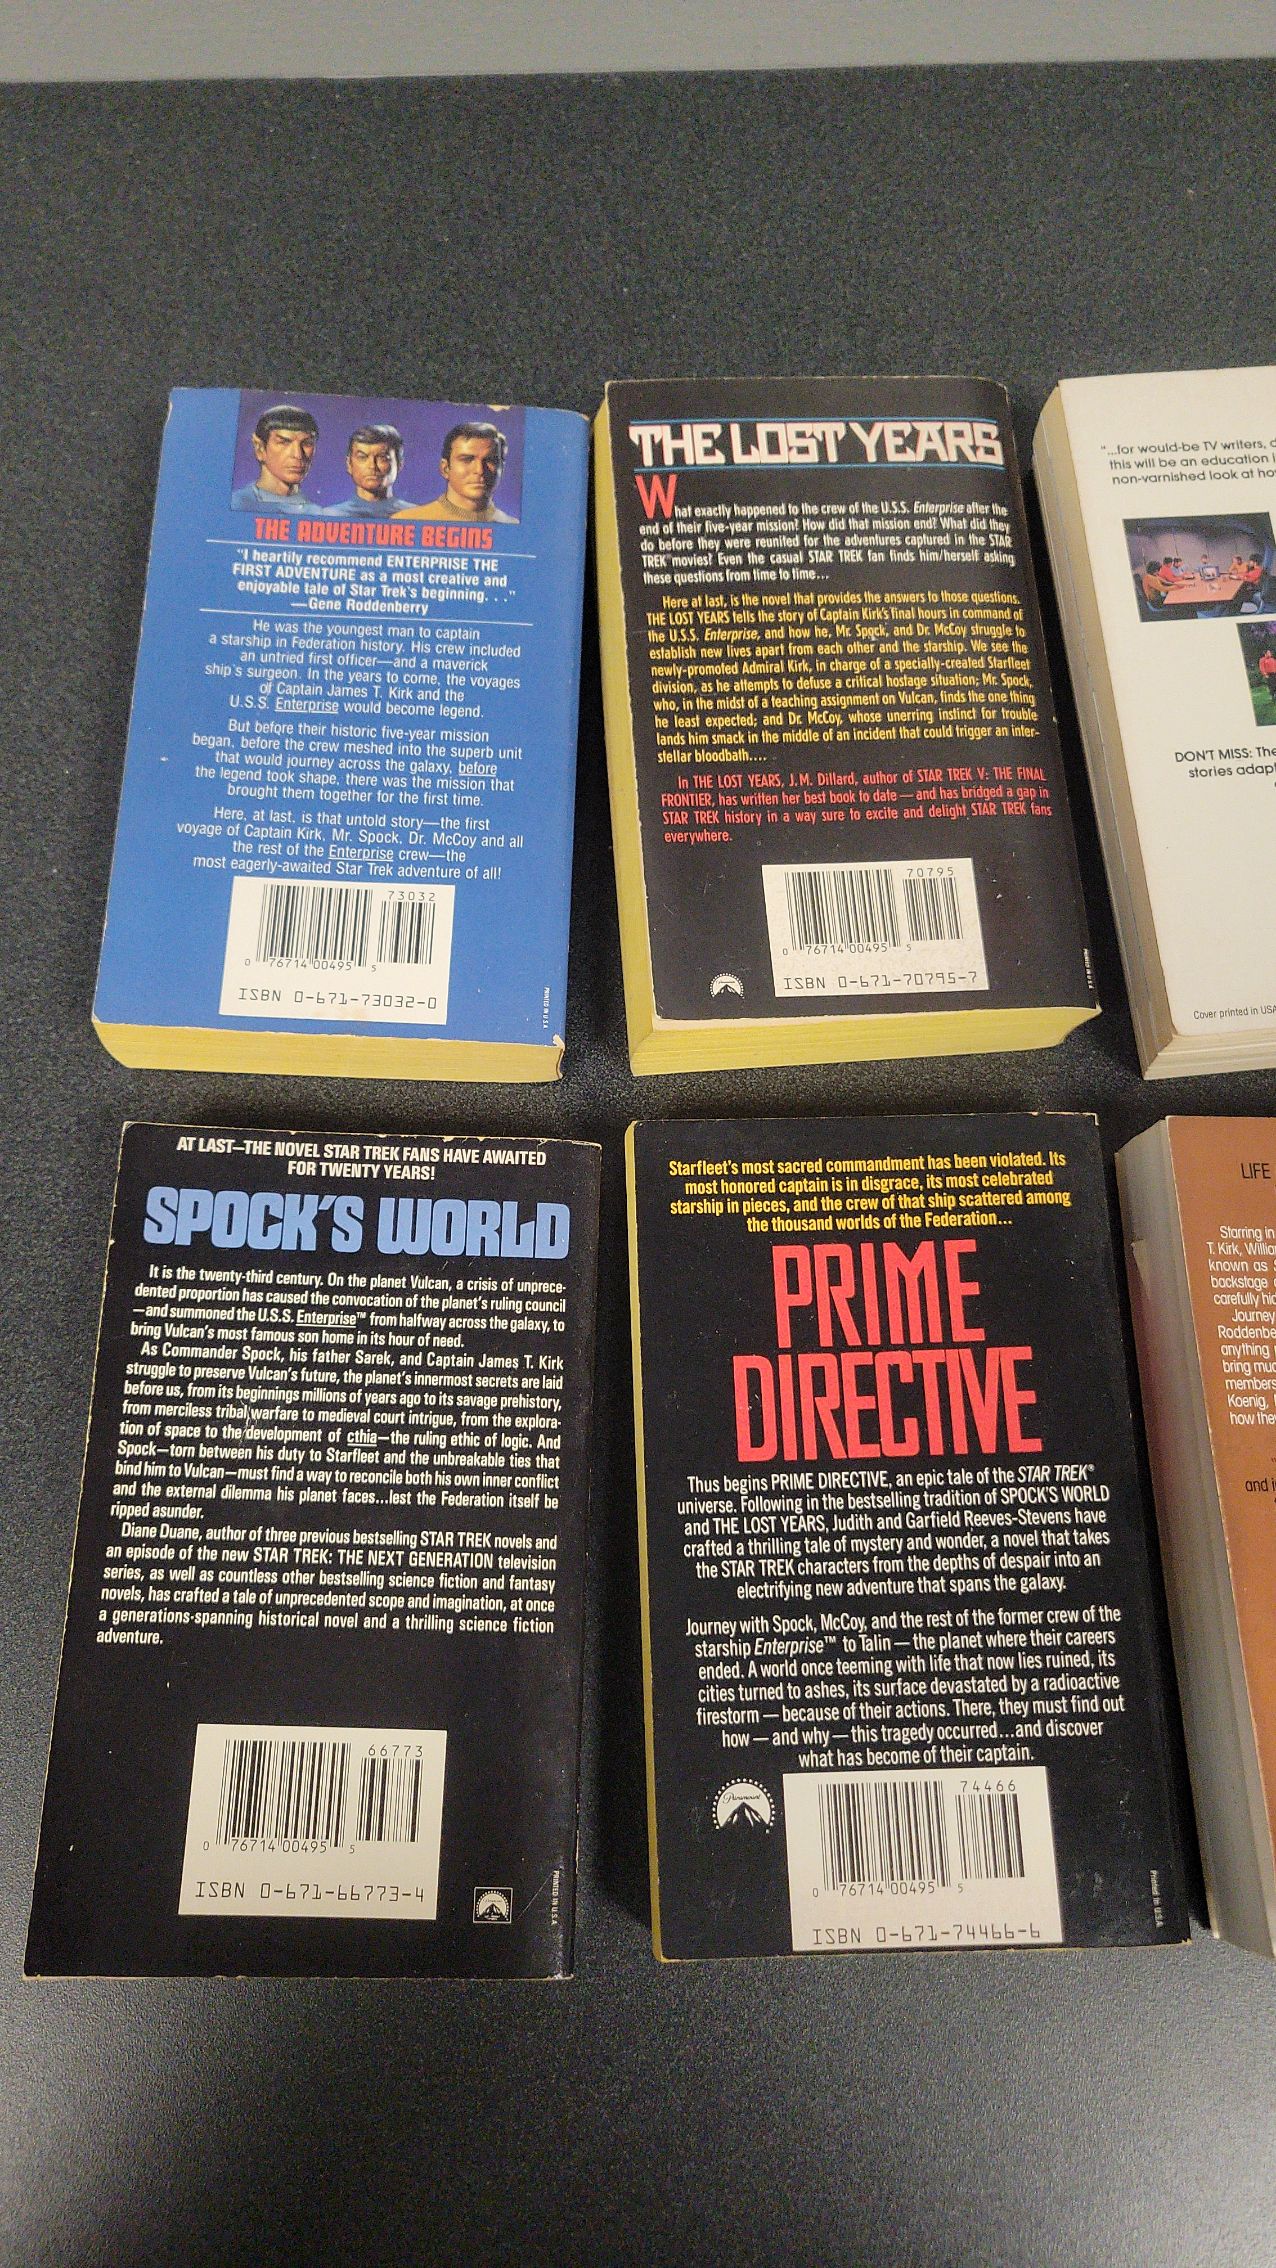 THE ADVENTURE BEGINS
"I heartily recommend ENTERPRISE THE
FIRST ADVENTURE as a most creative and
enjoyable tale of Star Trek's beginning. . ."
—Gene Roddenberry
He was the youngest man to captain
a starship in Federation history. His crew included
an untried first officer—and a maverick
ship's surgeon. In the years to come, the voyages
of Captain James T. Kirk and the
U.S.S. Enterprise would become legend.
But before their historic five-year mission
began, before the crew meshed into the superb unit
that would journey across the galaxy, before
the legend took shape, there was the mission that
brought them together for the first time.
Here, at last, is that untold story—the first
voyage of Captain Kirk, Mr. Spock, Dr. McCoy and all
the rest of the Enterprise crew—the
most eagerly-awaited Star Trek adventure of all!
73032
0 76714 00495 5
ISBN 0-671-73032-0
PRINTED IN U.S.A.
THE LOST YEARS
What exactly happened to the crew of the U.S.S. Enterprise after the
end of their five-year mission? How did that mission end? What did they
do before they were reunited for the adventures captured in the STAR
TREK movies? Even the casual STAR TREK fan finds him/herself asking
these questions from time to time...
Here at last, is the novel that provides the answers to those questions.
THE LOST YEARS tells the story of Captain Kirk's final hours in command of
the U.S.S. Enterprise, and how he, Mr. Spock, and Dr. McCoy struggle to
establish new lives apart from each other and the starship. We see the
newly-promoted Admiral Kirk, in charge of a specially-created Starfleet
division, as he attempts to defuse a critical hostage situation; Mr. Spock,
who, in the midst of a teaching assignment on Vulcan, finds the one thing
he least expected; and Dr. McCoy, whose unerring instinct for trouble
lands him smack in the middle of an incident that could trigger an inter-
stellar bloodbath....
In THE LOST YEARS, J.M. Dillard, author of STAR TREK V: THE FINAL
FRONTIER, has written her best book to date—and has bridged a gap in
STAR TREK history in a way sure to excite and delight STAR TREK fans
everywhere.
70795
0 76714 00495 5
ISBN 0-671-70795-7
PRINTED IN U.S.A.
"...for would-be TV writers,
this will be an education
non-varnished look at
DON'T MISS: The
stories
Cover printed in USA
AT LAST—THE NOVEL STAR TREK FANS HAVE AWAITED
FOR TWENTY YEARS!
SPOCK'S WORLD
It is the twenty-third century. On the planet Vulcan, a crisis of unprece-
dented proportion has caused the convocation of the planet's ruling council
—and summoned the U.S.S. Enterprise™ from halfway across the galaxy, to
bring Vulcan's most famous son home in its hour of need.
As Commander Spock, his father Sarek, and Captain James T. Kirk
struggle to preserve Vulcan's future, the planet's innermost secrets are laid
before us, from its beginnings millions of years ago to its savage prehistory,
from merciless tribal warfare to medieval court intrigue, from the explora-
tion of space to the development of cthia—the ruling ethic of logic. And
Spock—torn between his duty to Starfleet and the unbreakable ties that
bind him to Vulcan—must find a way to reconcile both his own inner conflict
and the external dilemma his planet faces...lest the Federation itself be
ripped asunder.
Diane Duane, author of three previous bestselling STAR TREK novels and
an episode of the new STAR TREK: THE NEXT GENERATION television
series, as well as countless other bestselling science fiction and fantasy
novels, has crafted a tale of unprecedented scope and imagination, at once
a generations-spanning historical novel and a thrilling science fiction
adventure.
66773
0 76714 00495 5
ISBN 0-671-66773-4
PRINTED IN U.S.A.
Starfleet's most sacred commandment has been violated. Its
most honored captain is in disgrace, its most celebrated
starship in pieces, and the crew of that ship scattered among
the thousand worlds of the Federation...
PRIME
DIRECTIVE
Thus begins PRIME DIRECTIVE, an epic tale of the STAR TREK®
universe. Following in the bestselling tradition of SPOCK'S WORLD
and THE LOST YEARS, Judith and Garfield Reeves-Stevens have
crafted a thrilling tale of mystery and wonder, a novel that takes
the STAR TREK characters from the depths of despair into an
electrifying new adventure that spans the galaxy.
Journey with Spock, McCoy, and the rest of the former crew of the
starship Enterprise™ to Talin—the planet where their careers
ended. A world once teeming with life that now lies ruined, its
cities turned to ashes, its surface devastated by a radioactive
firestorm—because of their actions. There, they must find out
how—and why—this tragedy occurred...and discover
what has become of their captain.
Paramount
74466
0 76714 00495 5
ISBN 0-671-74466-6
Printed in U.S.A.
LIFE
Starring in
T. Kirk,
known as
backstage
carefully
Journey
anything
bring
members
Koenig,
how
and